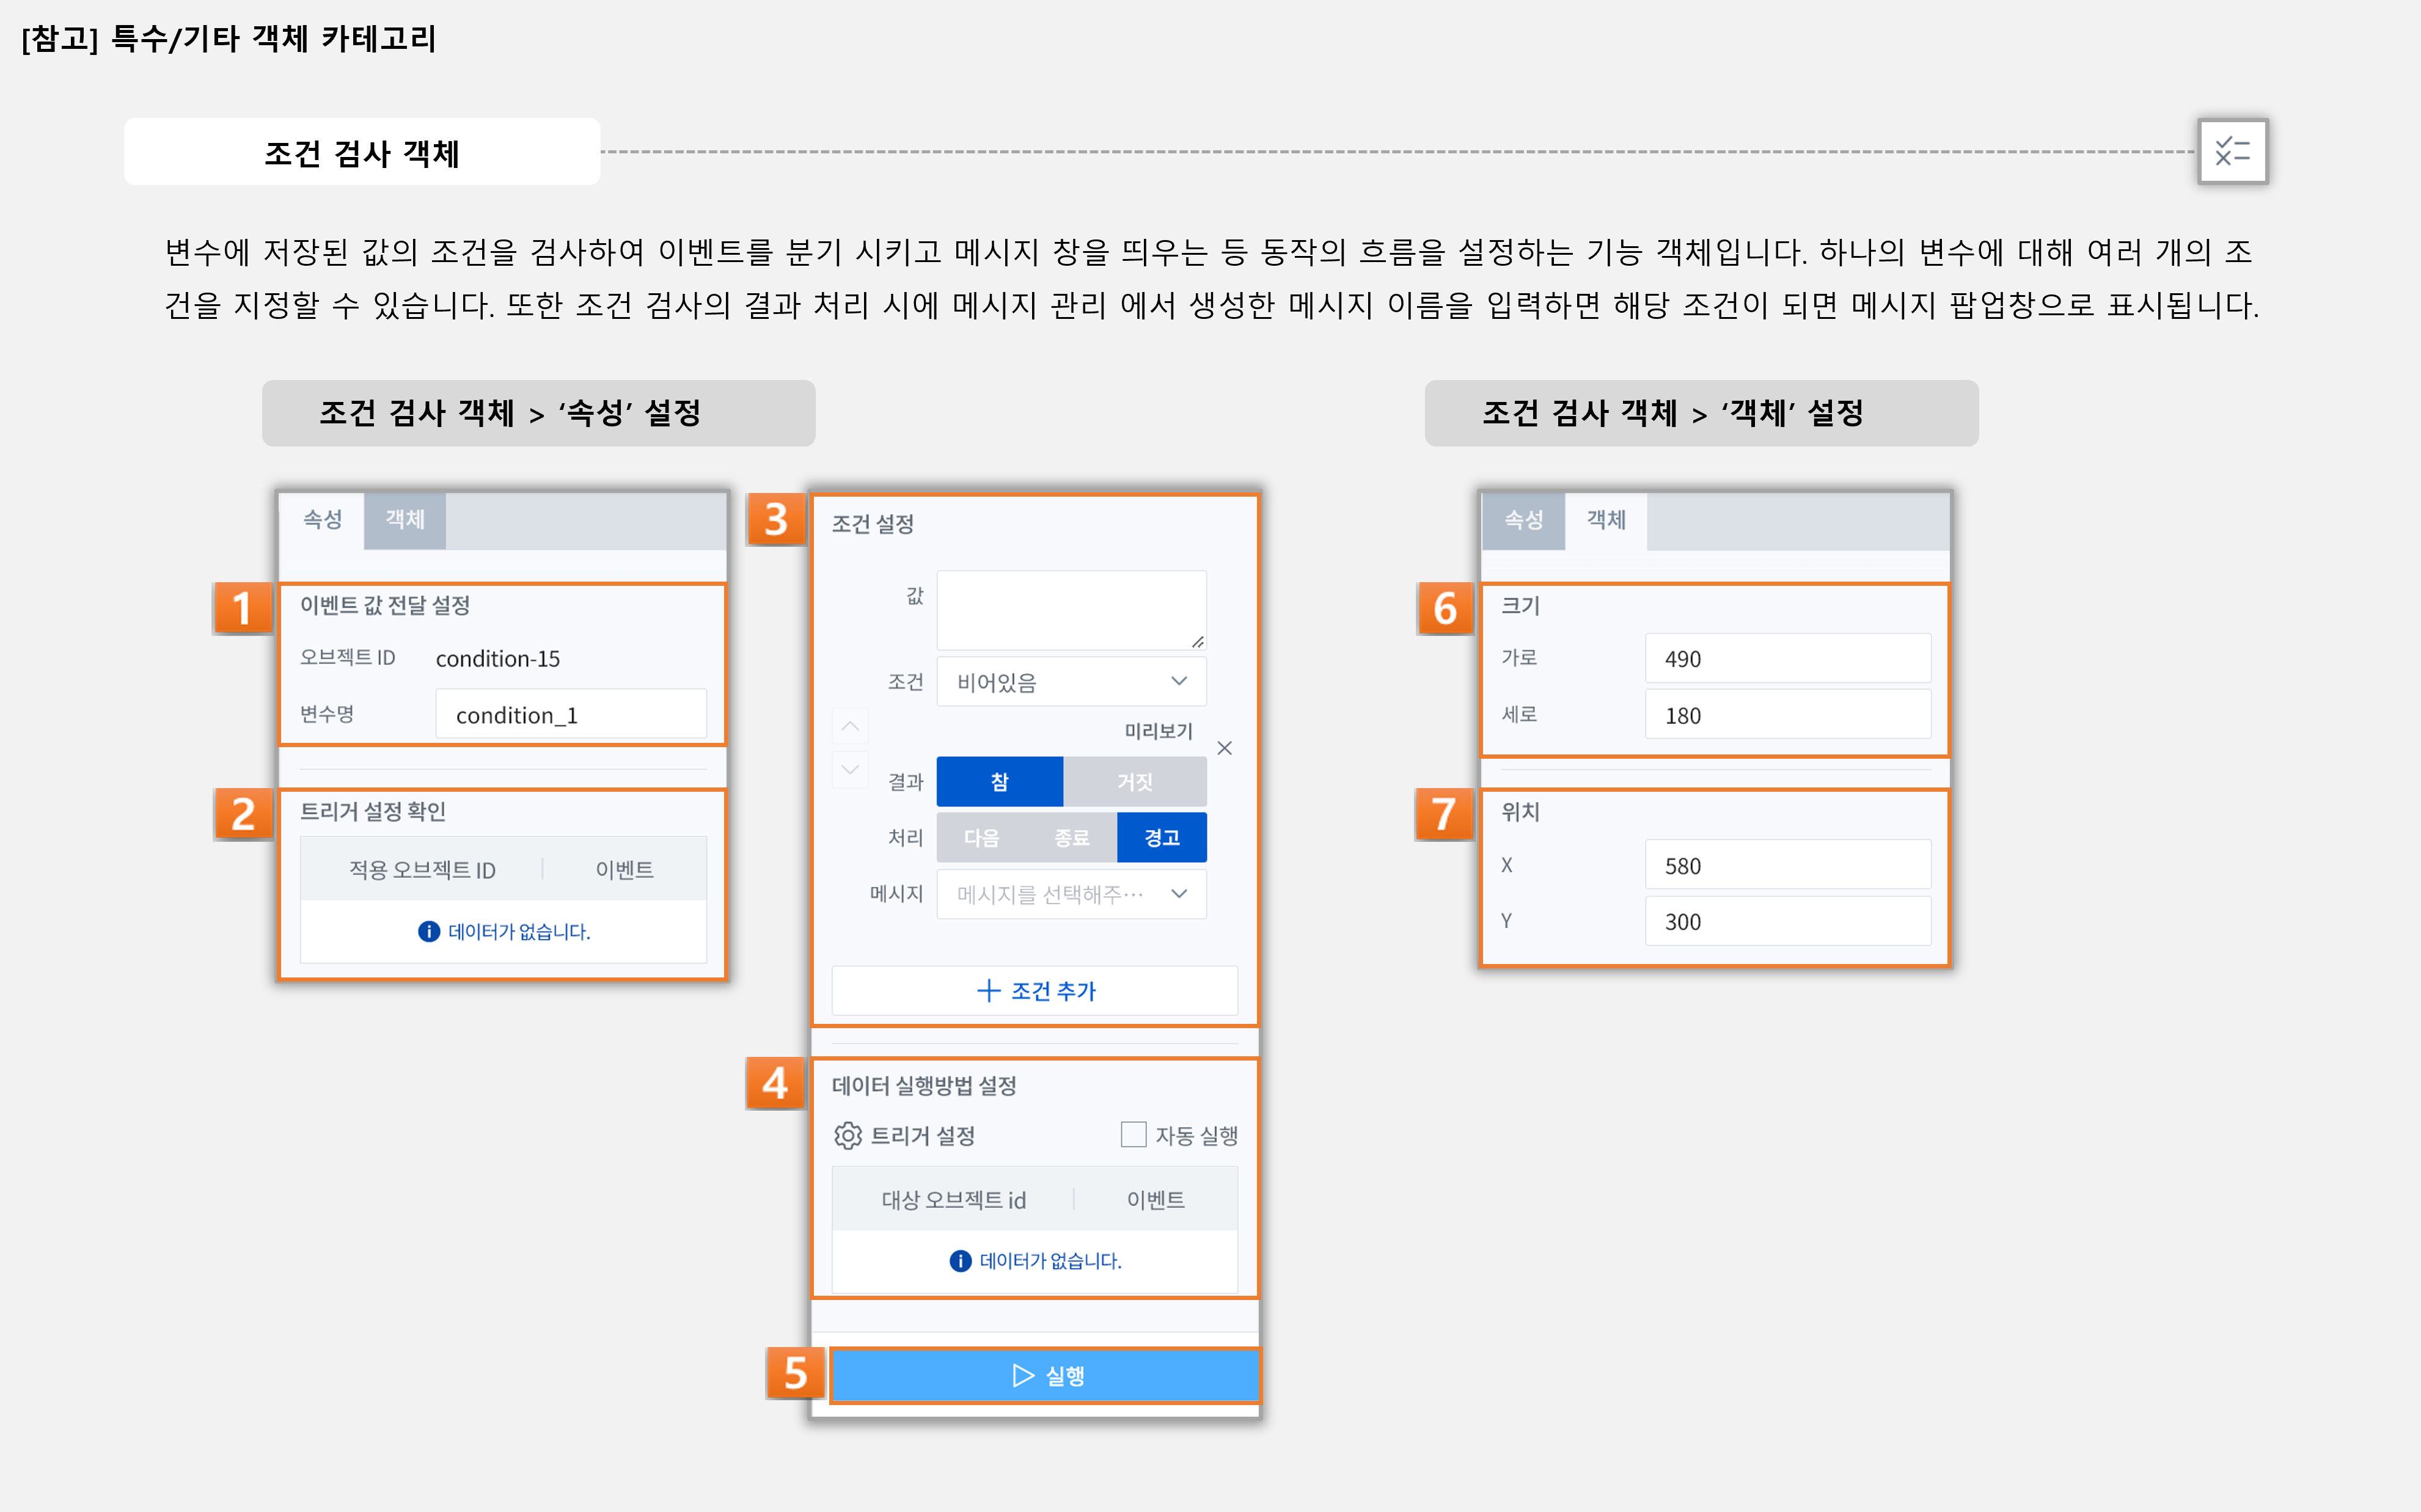 [참고] 특수/기타 객체 카테고리
조건 검사 객체
변수에 저장된 값의 조건을 검사하여 이벤트를 분기 시키고 메시지 창을 띄우는 등 동작의 흐름을 설정하는 기능 객체입니다. 하나의 변수에 대해 여러 개의 조
건을 지정할 수 있습니다. 또한 조건 검사의 결과 처리 시에 메시지 관리 에서 생성한 메시지 이름을 입력하면 해당 조건이 되면 메시지 팝업창으로 표시됩니다.
조건 검사 객체 > ‘속성’ 설정
속성 객체
1
이벤트 값 전달 설정
오브젝트 ID condition-15
변수명 condition_1
2
트리거 설정 확인
적용 오브젝트 ID 이벤트
데이터가 없습니다.
3
조건 설정
값
조건 비어있음
미리보기
결과 참 거짓
처리 다음 종료 경고
메시지 메시지를 선택해주…
조건 추가
4
데이터 실행방법 설정
트리거 설정 자동 실행
대상 오브젝트 id 이벤트
데이터가 없습니다.
5
실행
조건 검사 객체 > ‘객체’ 설정
속성 객체
6
크기
가로 490
세로 180
7
위치
X 580
Y 300